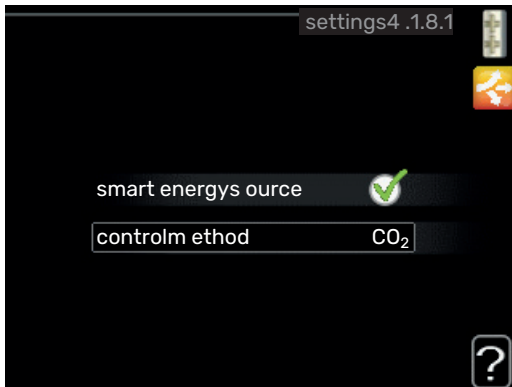 settings4 .1.8.1
smart energys ource
controlm ethod CO₂
?